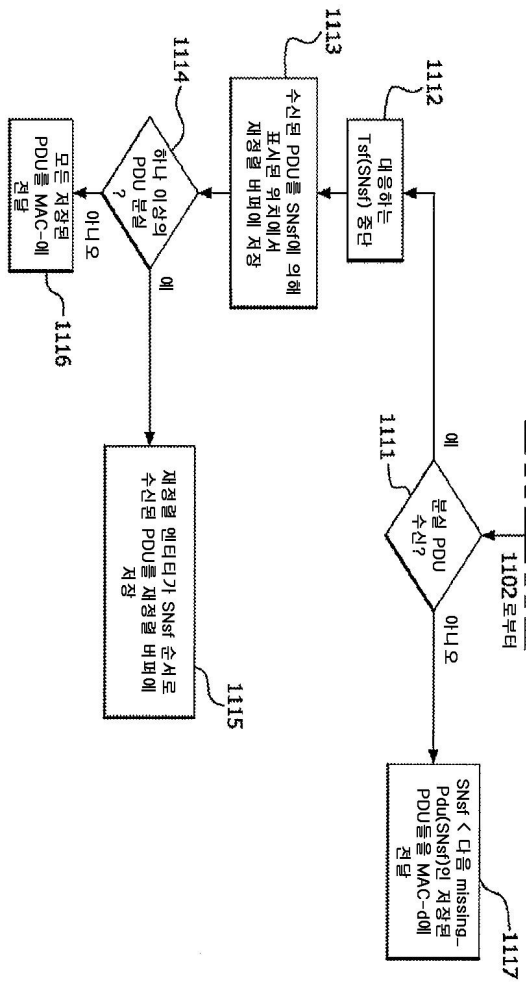 1102로부터
1111
분실 PDU
수신?
예
아니오
1112
대응하는
Tsf(SNsf) 중단
1113
수신된 PDU를 SNsf에 의해
표시된 위치에서
재정렬 버퍼에 저장
1114
하나 이상의
PDU 분실
?
예
아니오
재정렬 엔티티가 SNsf 순서로
수신된 PDU를 재정렬 버퍼에
저장
1115
모든 저장된
PDU를 MAC-에
전달
1116
SNsf < 다음 missing_
Pdu(SNsf)인 저장된
PDU들을 MAC-d에
전달
1117